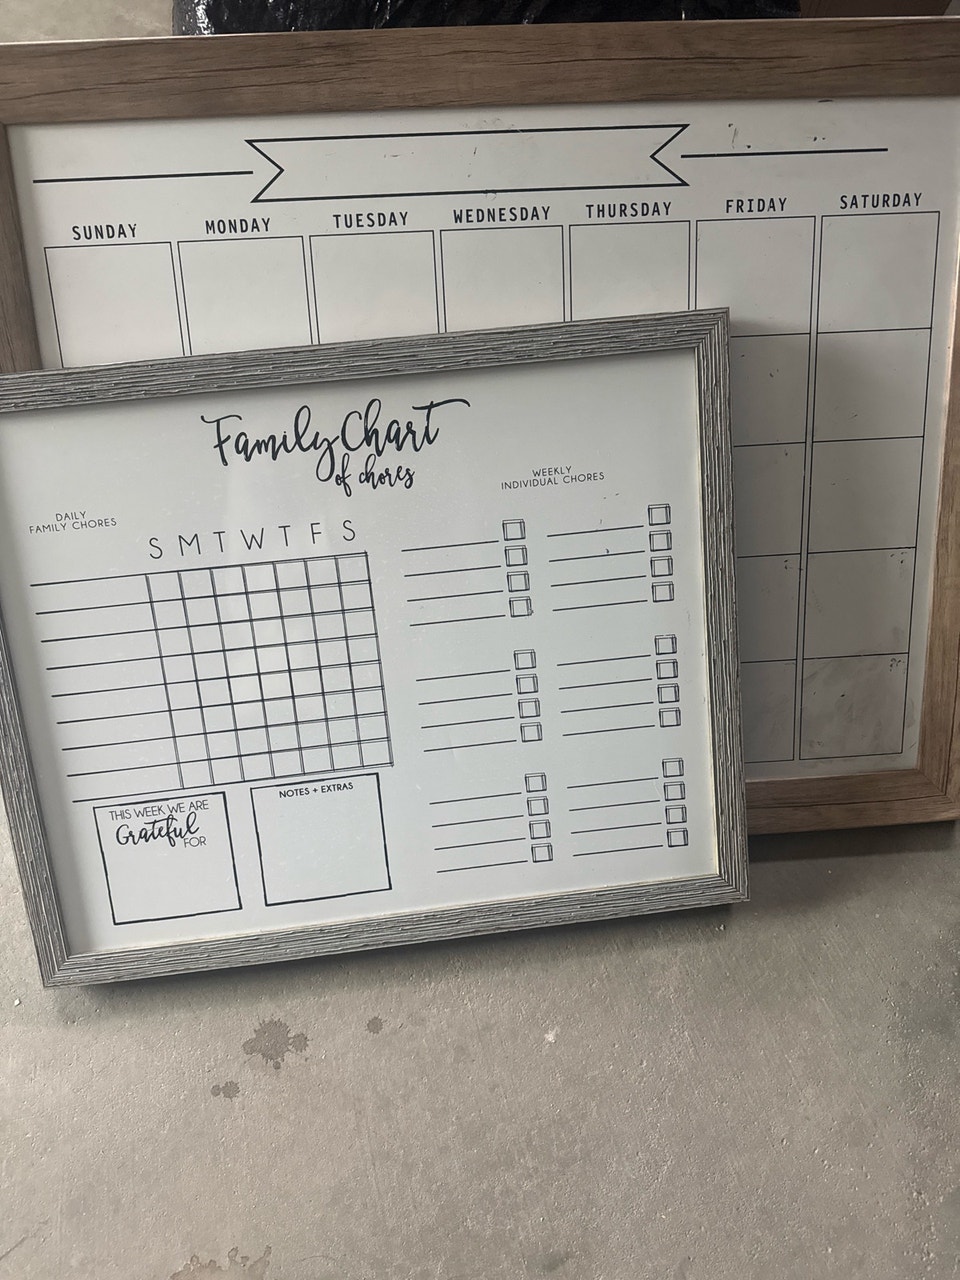 SUNDAY MONDAY TUESDAY WEDNESDAY THURSDAY FRIDAY SATURDAY
Family Chart
of chores
DAILY
FAMILY CHORES
S M T W T F S
WEEKLY
INDIVIDUAL CHORES
THIS WEEK WE ARE
Grateful
FOR
NOTES + EXTRAS